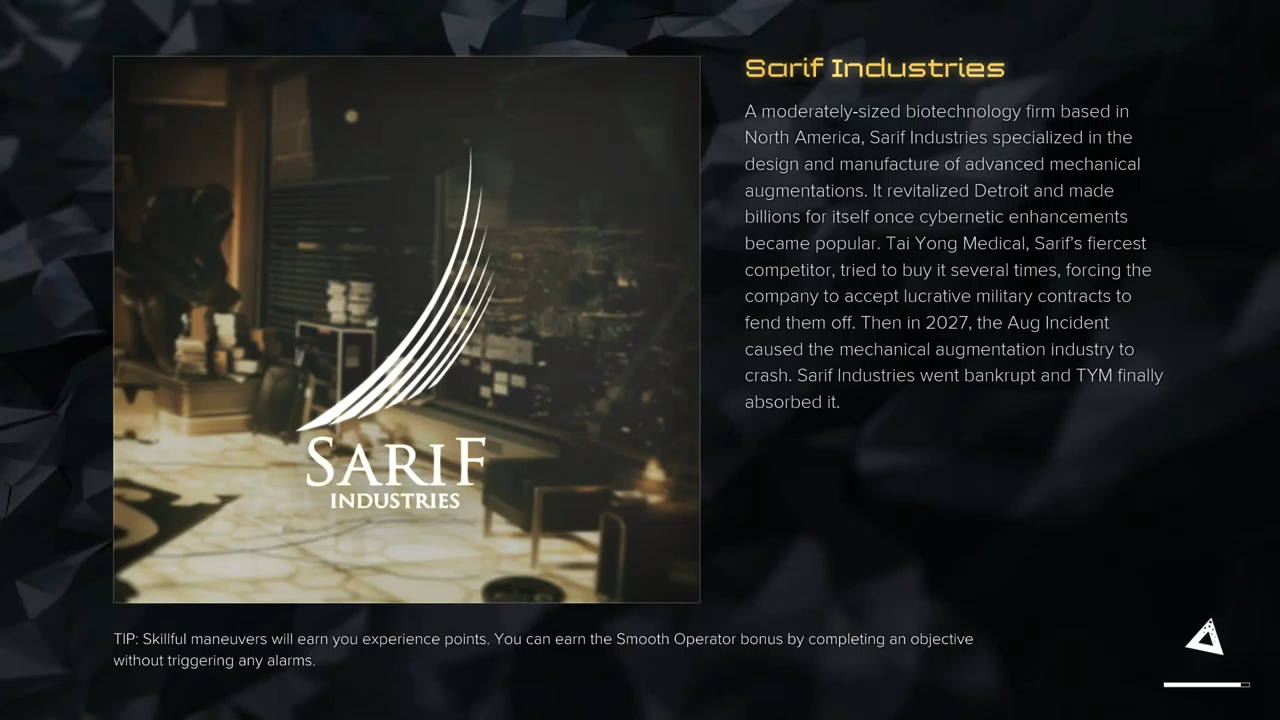 Sarif Industries
A moderately-sized biotechnology firm based in
North America, Sarif Industries specialized in the
design and manufacture of advanced mechanical
augmentations. It revitalized Detroit and made
billions for itself once cybernetic enhancements
became popular. Tai Yong Medical, Sarif's fiercest
competitor, tried to buy it several times, forcing the
company to accept lucrative military contracts to
fend them off. Then in 2027, the Aug Incident
caused the mechanical augmentation industry to
crash. Sarif Industries went bankrupt and TYM finally
absorbed it.
SARIF
INDUSTRIES
TIP: Skillful maneuvers will earn you experience points. You can earn the Smooth Operator bonus by completing an objective
without triggering any alarms.